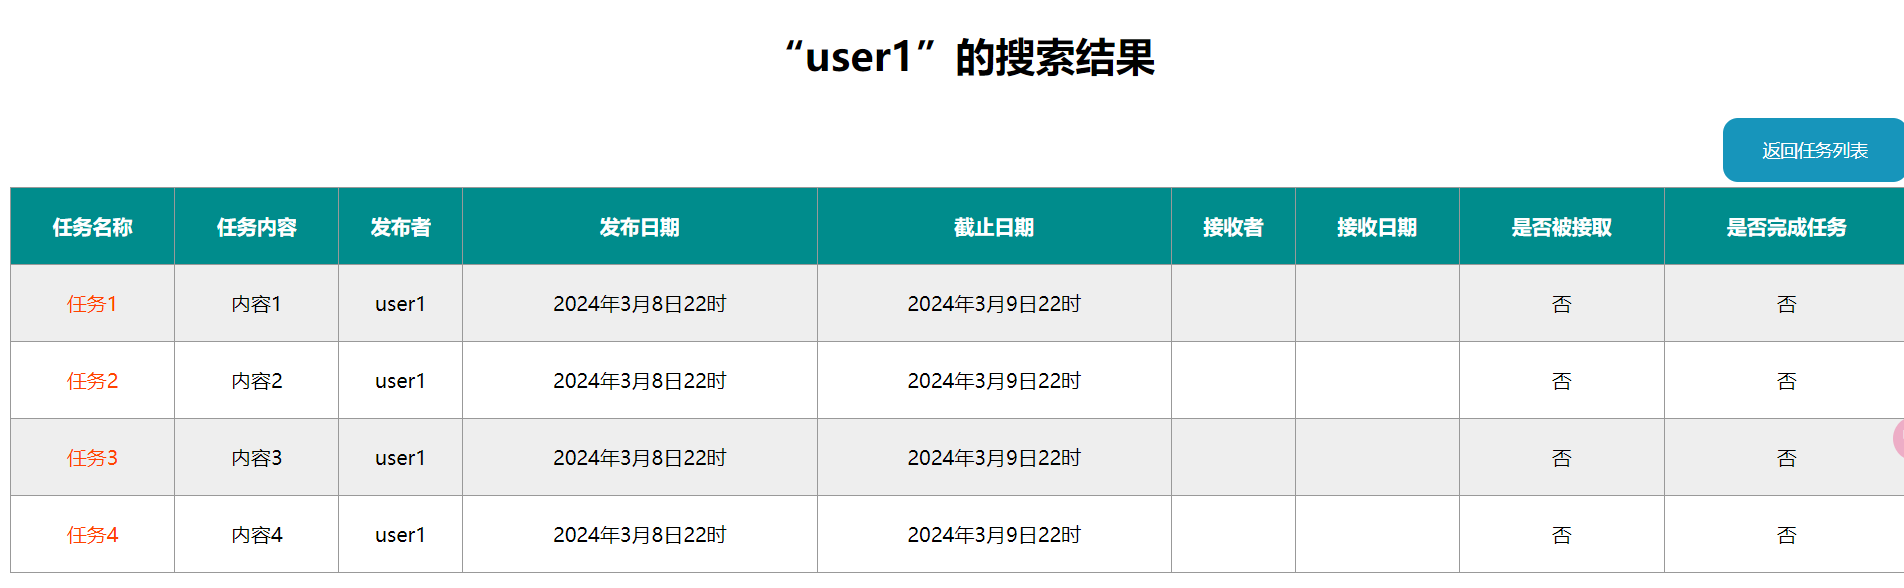 “user1”的搜索结果
返回任务列表
任务名称 任务内容 发布者 发布日期 截止日期 接收者 接收日期 是否被接取 是否完成任务
任务1 内容1 user1 2024年3月8日22时 2024年3月9日22时 否 否
任务2 内容2 user1 2024年3月8日22时 2024年3月9日22时 否 否
任务3 内容3 user1 2024年3月8日22时 2024年3月9日22时 否 否
任务4 内容4 user1 2024年3月8日22时 2024年3月9日22时 否 否